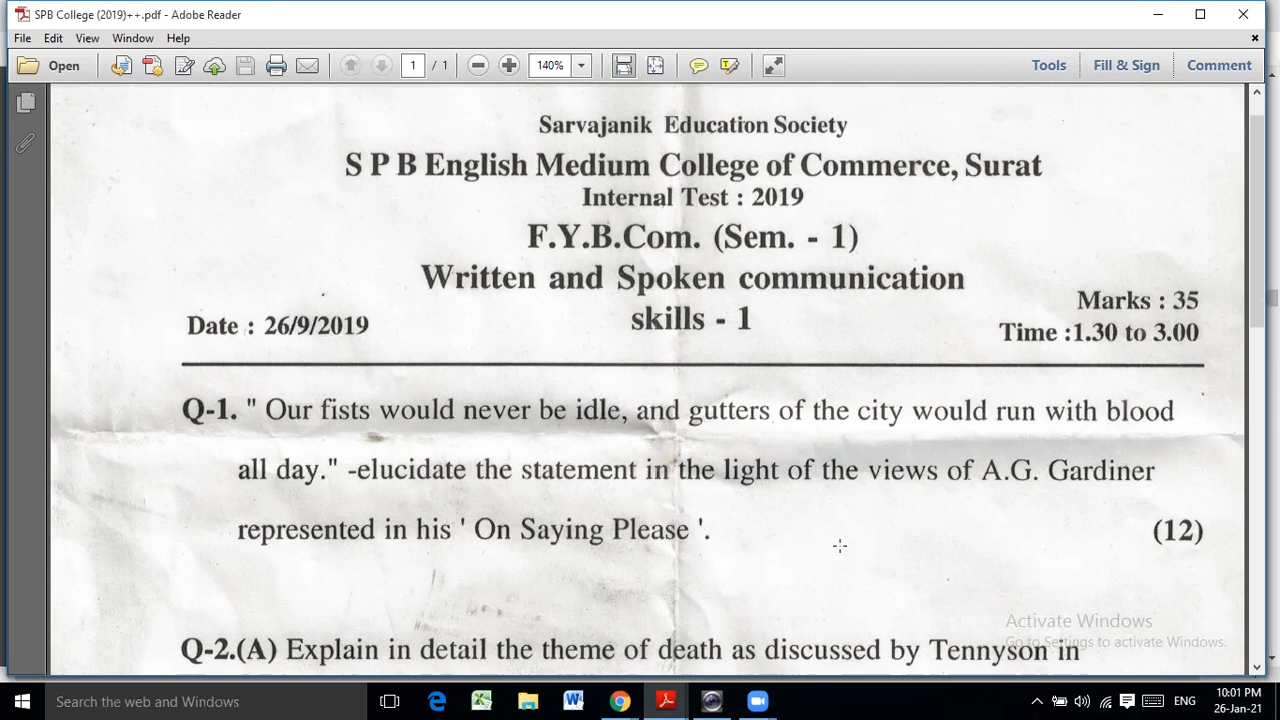 SPB College (2019)++.pdf - Adobe Reader
File Edit View Window Help
Open 1 / 1 140% Tools Fill & Sign Comment
Sarvajanik Education Society
S P B English Medium College of Commerce, Surat
Internal Test : 2019
F.Y.B.Com. (Sem. - 1)
Written and Spoken communication
Marks : 35
Date : 26/9/2019 skills - 1
Time :1.30 to 3.00
Q-1. " Our fists would never be idle, and gutters of the city would run with blood
all day." -elucidate the statement in the light of the views of A.G. Gardiner
represented in his ' On Saying Please '. (12)
Activate Windows
Go to Settings to activate Windows.
Q-2.(A) Explain in detail the theme of death as discussed by Tennyson in
Search the web and Windows
ENG
10:01 PM
26-Jan-21